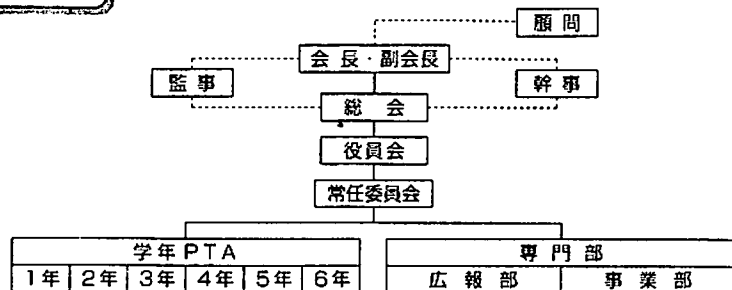 顧問
会長・副会長
監事
幹事
総会
役員会
常任委員会
学年PTA
専門部
1年 2年 3年 4年 5年 6年
広報部 事業部